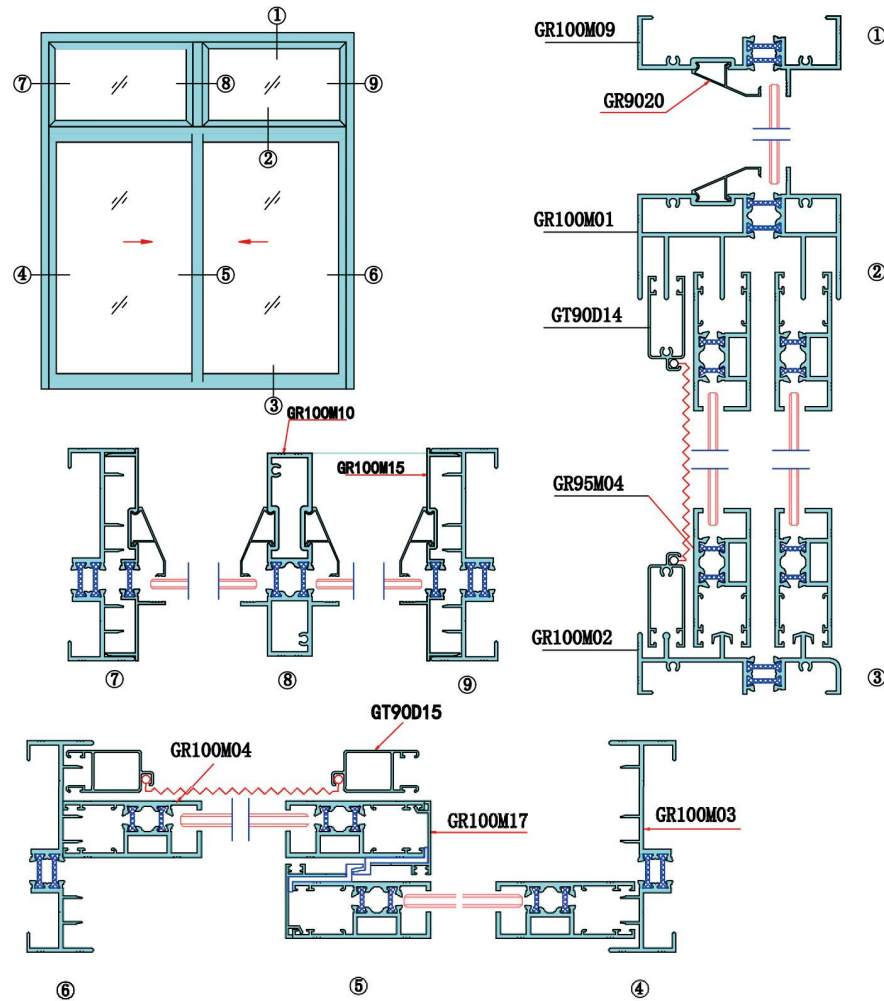 ①
⑦
⑧
⑨
②
④
⑤
⑥
③
GR100M09
①
GR9020
GR100M01
②
GT90D14
GR95M04
GR100M02
③
GR100M10
GR100M15
⑦
⑧
⑨
GT90D15
GR100M04
GR100M17
GR100M03
⑥
⑤
④